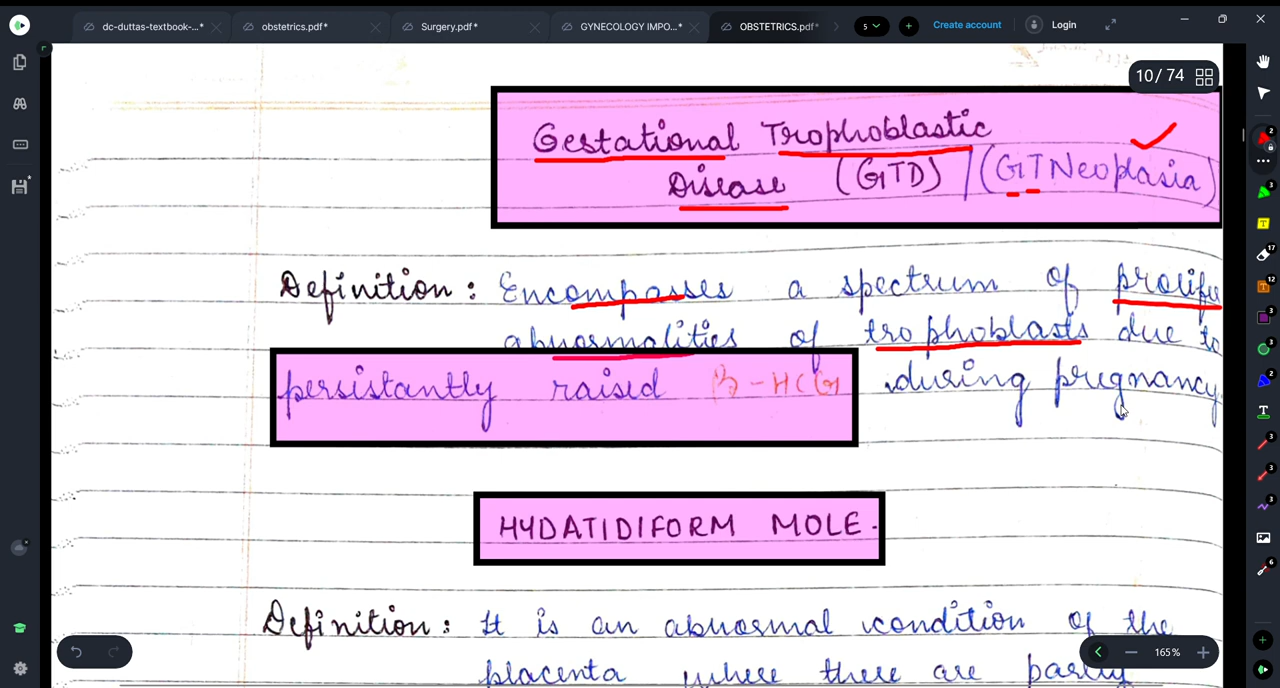 dc-duttas-textbook-...*
obstetrics.pdf*
Surgery.pdf*
GYNECOLOGY IMPO...*
OBSTETRICS.pdf*
5
Create account
Login
10/ 74
Gestational Trophoblastic
Disease (GTD) / (GTNeoplasia)
Definition : Encompasses a spectrum of
abnormalities of trophoblasts due to
persistantly raised β-HCG during pregnancy
HYDATIDIFORM MOLE.
Definition : It is an abnormal condition of the
placenta where there are partly
165%